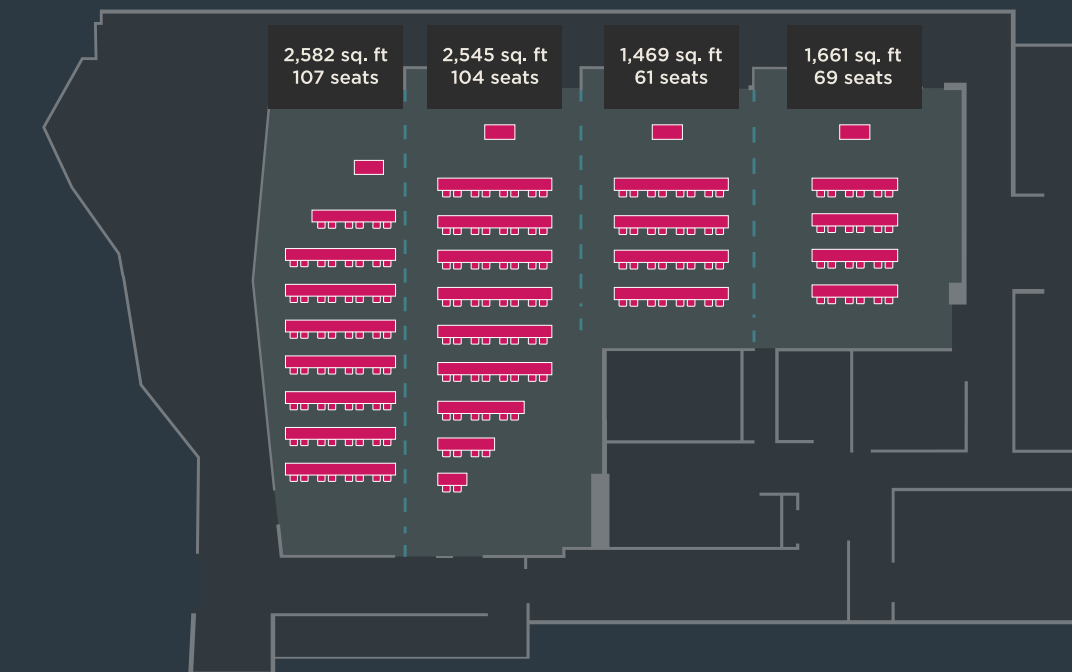 2,582 sq. ft
107 seats
2,545 sq. ft
104 seats
1,469 sq. ft
61 seats
1,661 sq. ft
69 seats